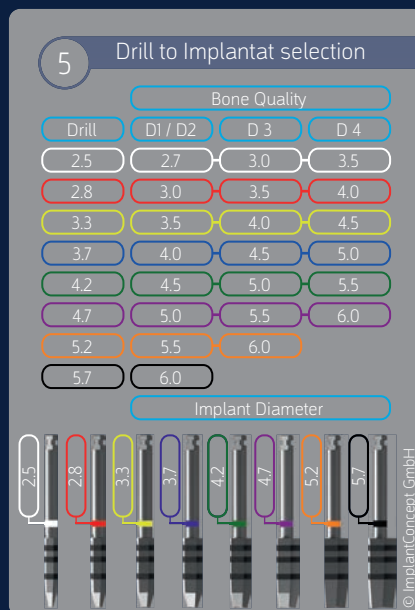 5 Drill to Implantat selection
Bone Quality
Drill D1 / D2 D 3 D 4
2.5 2.7 3.0 3.5
2.8 3.0 3.5 4.0
3.3 3.5 4.0 4.5
3.7 4.0 4.5 5.0
4.2 4.5 5.0 5.5
4.7 5.0 5.5 6.0
5.2 5.5 6.0
5.7 6.0
Implant Diameter
2.5 2.8 3.3 3.7 4.2 4.7 5.2 5.7
© ImplantConcept GmbH